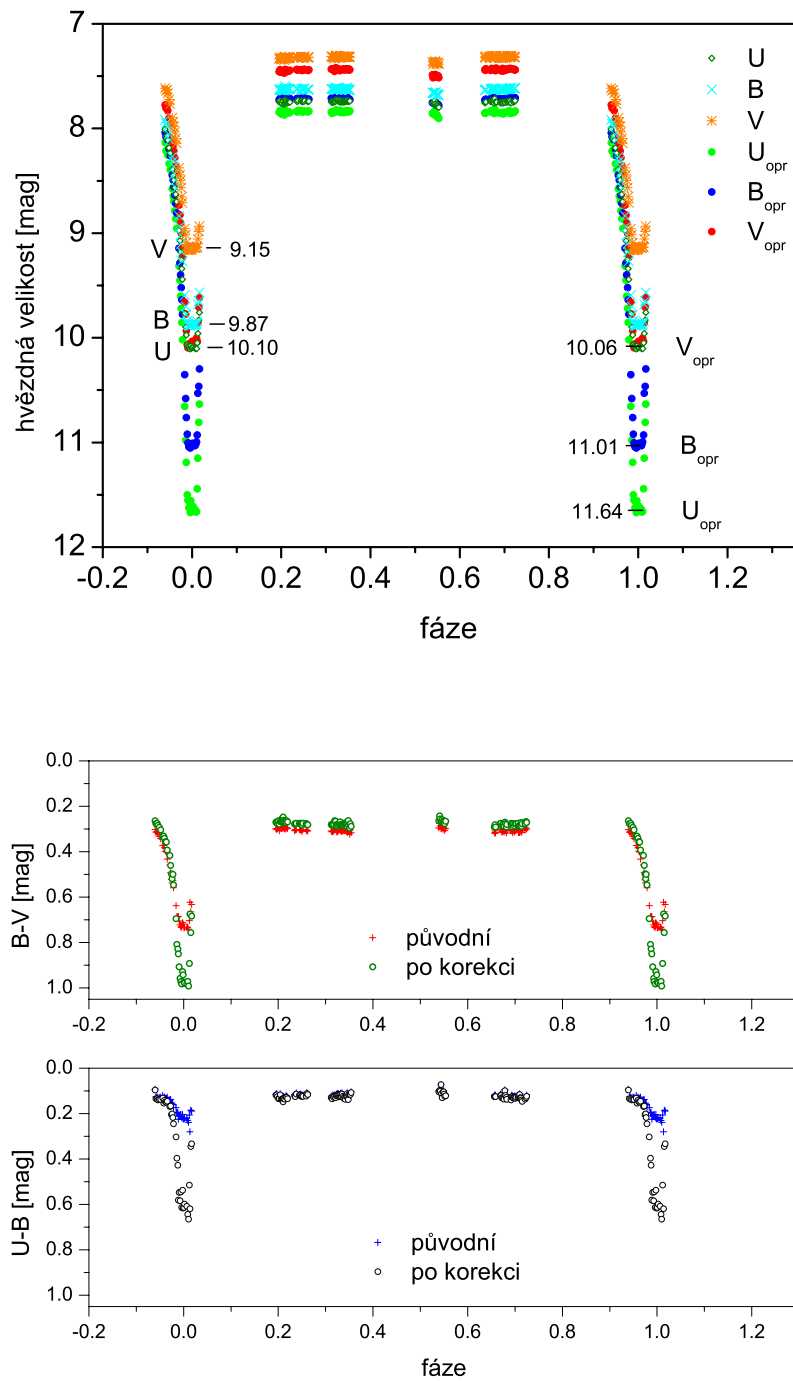 hvězdná velikost [mag]
7
8
9
10
11
12
U
B
V
U opr
B opr
V opr
V 9.15
B 9.87
U 10.10
10.06 V opr
11.01 B opr
11.64 U opr
-0.2 0.0 0.2 0.4 0.6 0.8 1.0 1.2
fáze
B-V [mag]
0.0
0.2
0.4
0.6
0.8
1.0
původní
po korekci
-0.2 0.0 0.2 0.4 0.6 0.8 1.0 1.2
U-B [mag]
0.0
0.2
0.4
0.6
0.8
1.0
původní
po korekci
-0.2 0.0 0.2 0.4 0.6 0.8 1.0 1.2
fáze